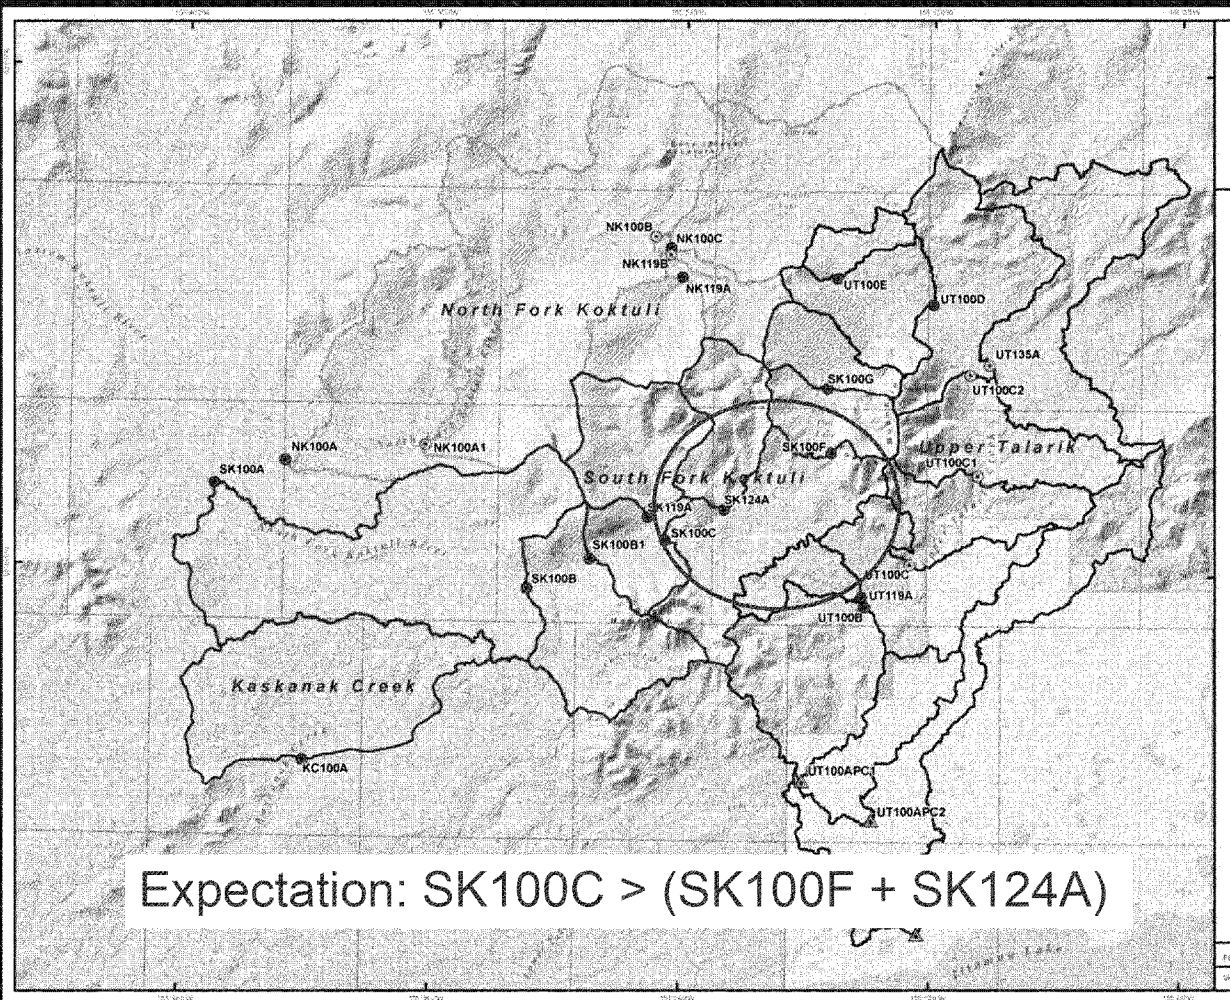 NK100B
NK100C
NK119B
NK119A
UT100E
North Fork Koktuli
UT100D
UT135A
SK100G
UT100C2
NK100A
NK100A1
SK100F
Upper Talarik
SK100A
UT100C1
South Fork Koktuli
SK124A
SK119A
SK100C
SK100B1
UT100C
SK100B
UT119A
UT100B
Kaskanak Creek
KC100A
UT100APC1
UT100APC2
Expectation: SK100C > (SK100F + SK124A)